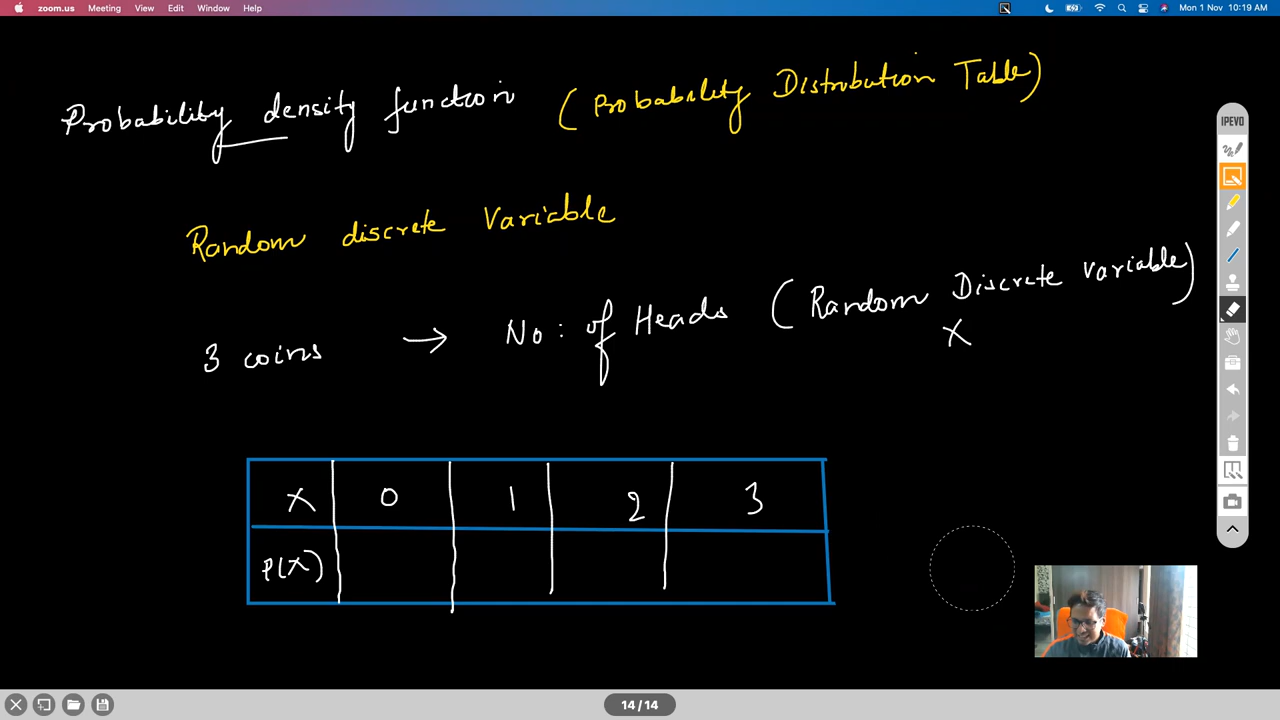 zoom.us Meeting View Edit Window Help Mon 1 Nov 10:19 AM
Probability density function (Probability Distribution Table)
IPEVO
Random discrete Variable
3 coins → No: of Heads (Random Discrete variable)
X
X 0 1 2 3
P(X)
14/14